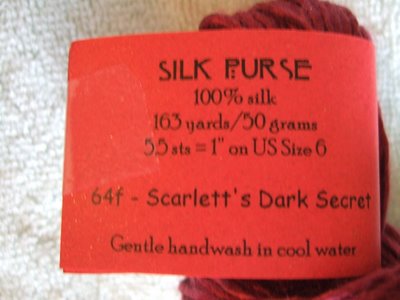 SILK PURSE
100% silk
163 yards/50 grams
5.5 sts = 1" on US Size 6
64f - Scarlett's Dark Secret
Gentle handwash in cool water